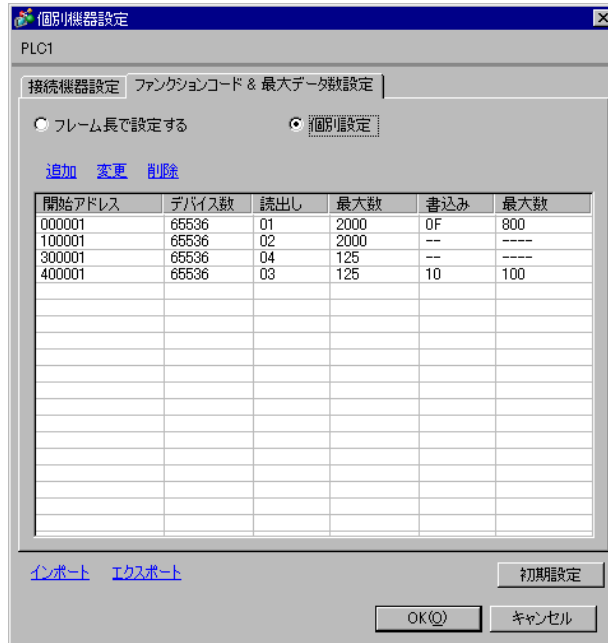 個別機器設定
PLC1
接続機器設定 ファンクションコード & 最大データ数設定
フレーム長で設定する 個別設定
追加 変更 削除
開始アドレス デバイス数 読出し 最大数 書込み 最大数
000001 65536 01 2000 0F 800
100001 65536 02 2000 -- ----
300001 65536 04 125 -- ----
400001 65536 03 125 10 100
インポート エクスポート 初期設定
OK(O) キャンセル